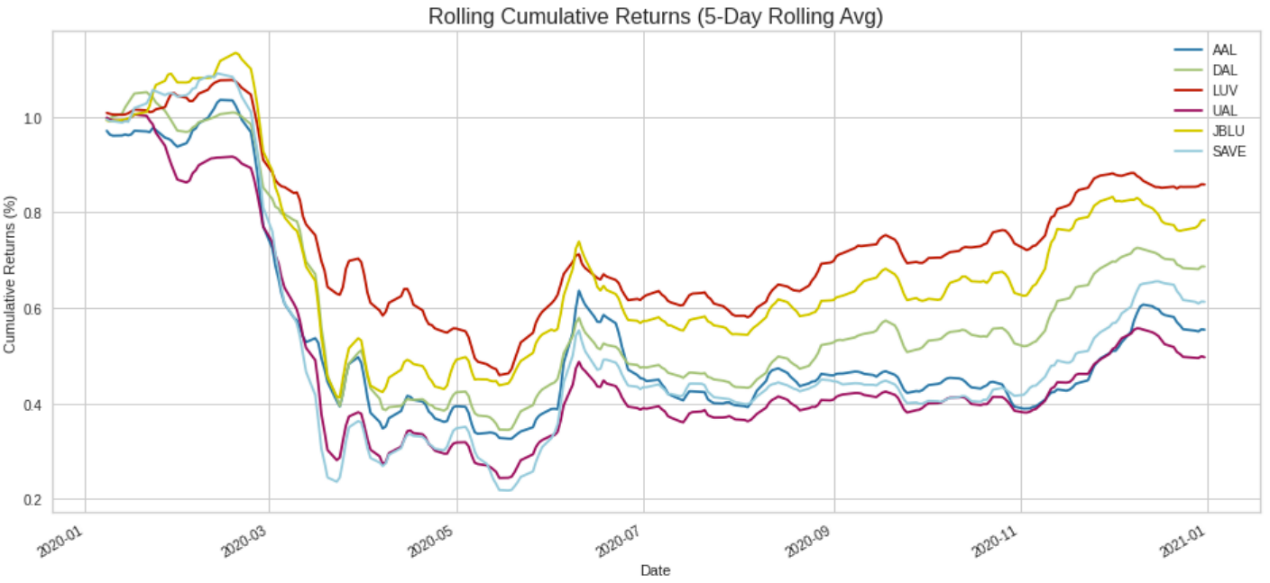 Rolling Cumulative Returns (5-Day Rolling Avg)
AAL
DAL
LUV
UAL
JBLU
SAVE
Cumulative Returns (%)
1.0
0.8
0.6
0.4
0.2
2020-01
2020-03
2020-05
2020-07
2020-09
2020-11
2021-01
Date